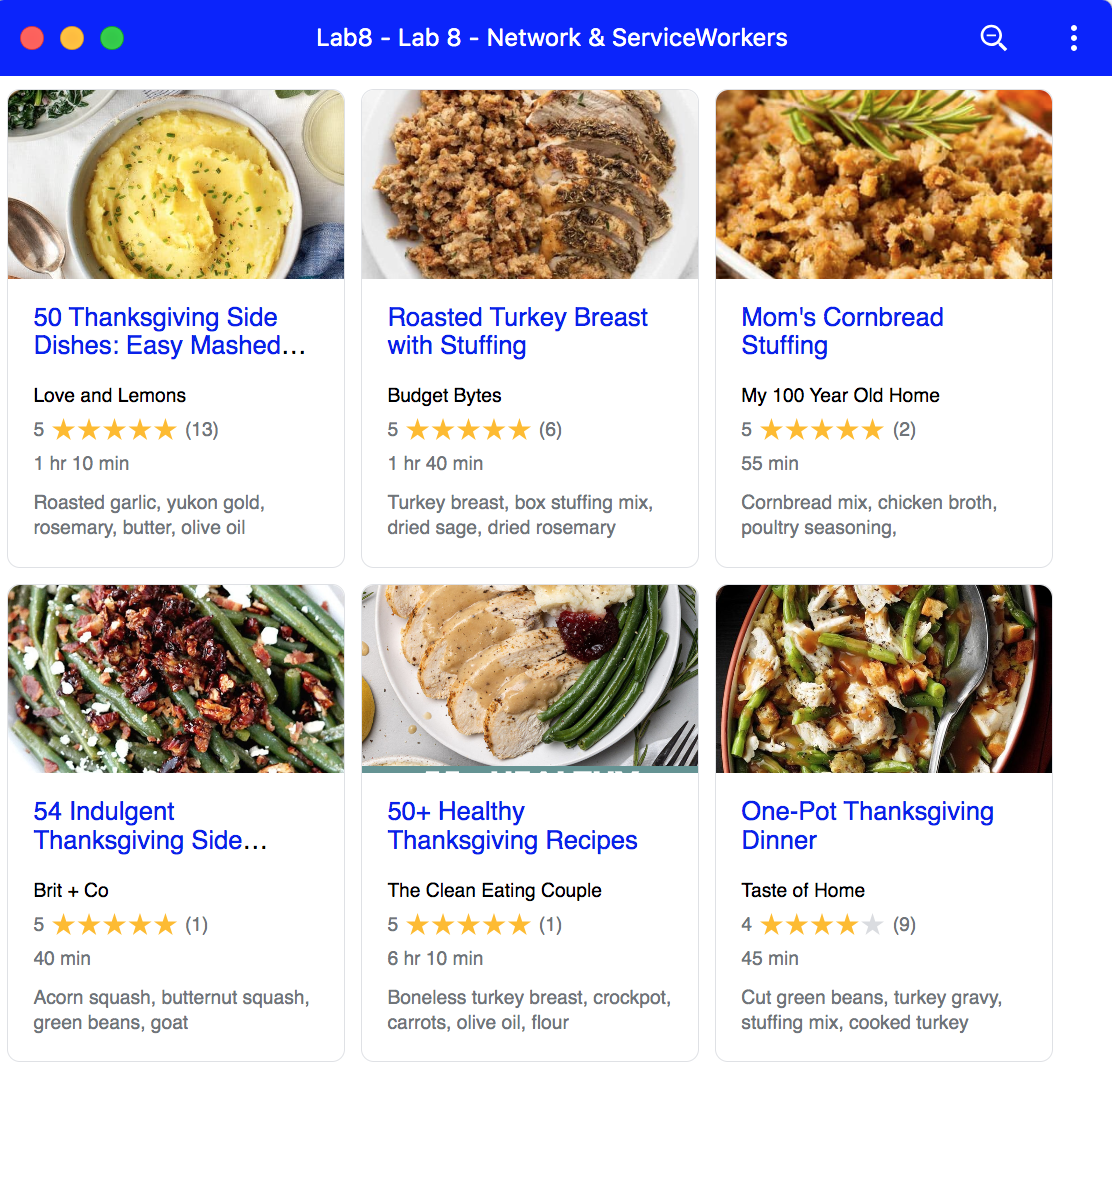 Lab8 - Lab 8 - Network & ServiceWorkers
50 Thanksgiving Side
Dishes: Easy Mashed...
Love and Lemons
5 ★★★★★ (13)
1 hr 10 min
Roasted garlic, yukon gold,
rosemary, butter, olive oil
Roasted Turkey Breast
with Stuffing
Budget Bytes
5 ★★★★★ (6)
1 hr 40 min
Turkey breast, box stuffing mix,
dried sage, dried rosemary
Mom's Cornbread
Stuffing
My 100 Year Old Home
5 ★★★★★ (2)
55 min
Cornbread mix, chicken broth,
poultry seasoning,
54 Indulgent
Thanksgiving Side...
Brit + Co
5 ★★★★★ (1)
40 min
Acorn squash, butternut squash,
green beans, goat
50+ Healthy
Thanksgiving Recipes
The Clean Eating Couple
5 ★★★★★ (1)
6 hr 10 min
Boneless turkey breast, crockpot,
carrots, olive oil, flour
One-Pot Thanksgiving
Dinner
Taste of Home
4 ★★★★★ (9)
45 min
Cut green beans, turkey gravy,
stuffing mix, cooked turkey